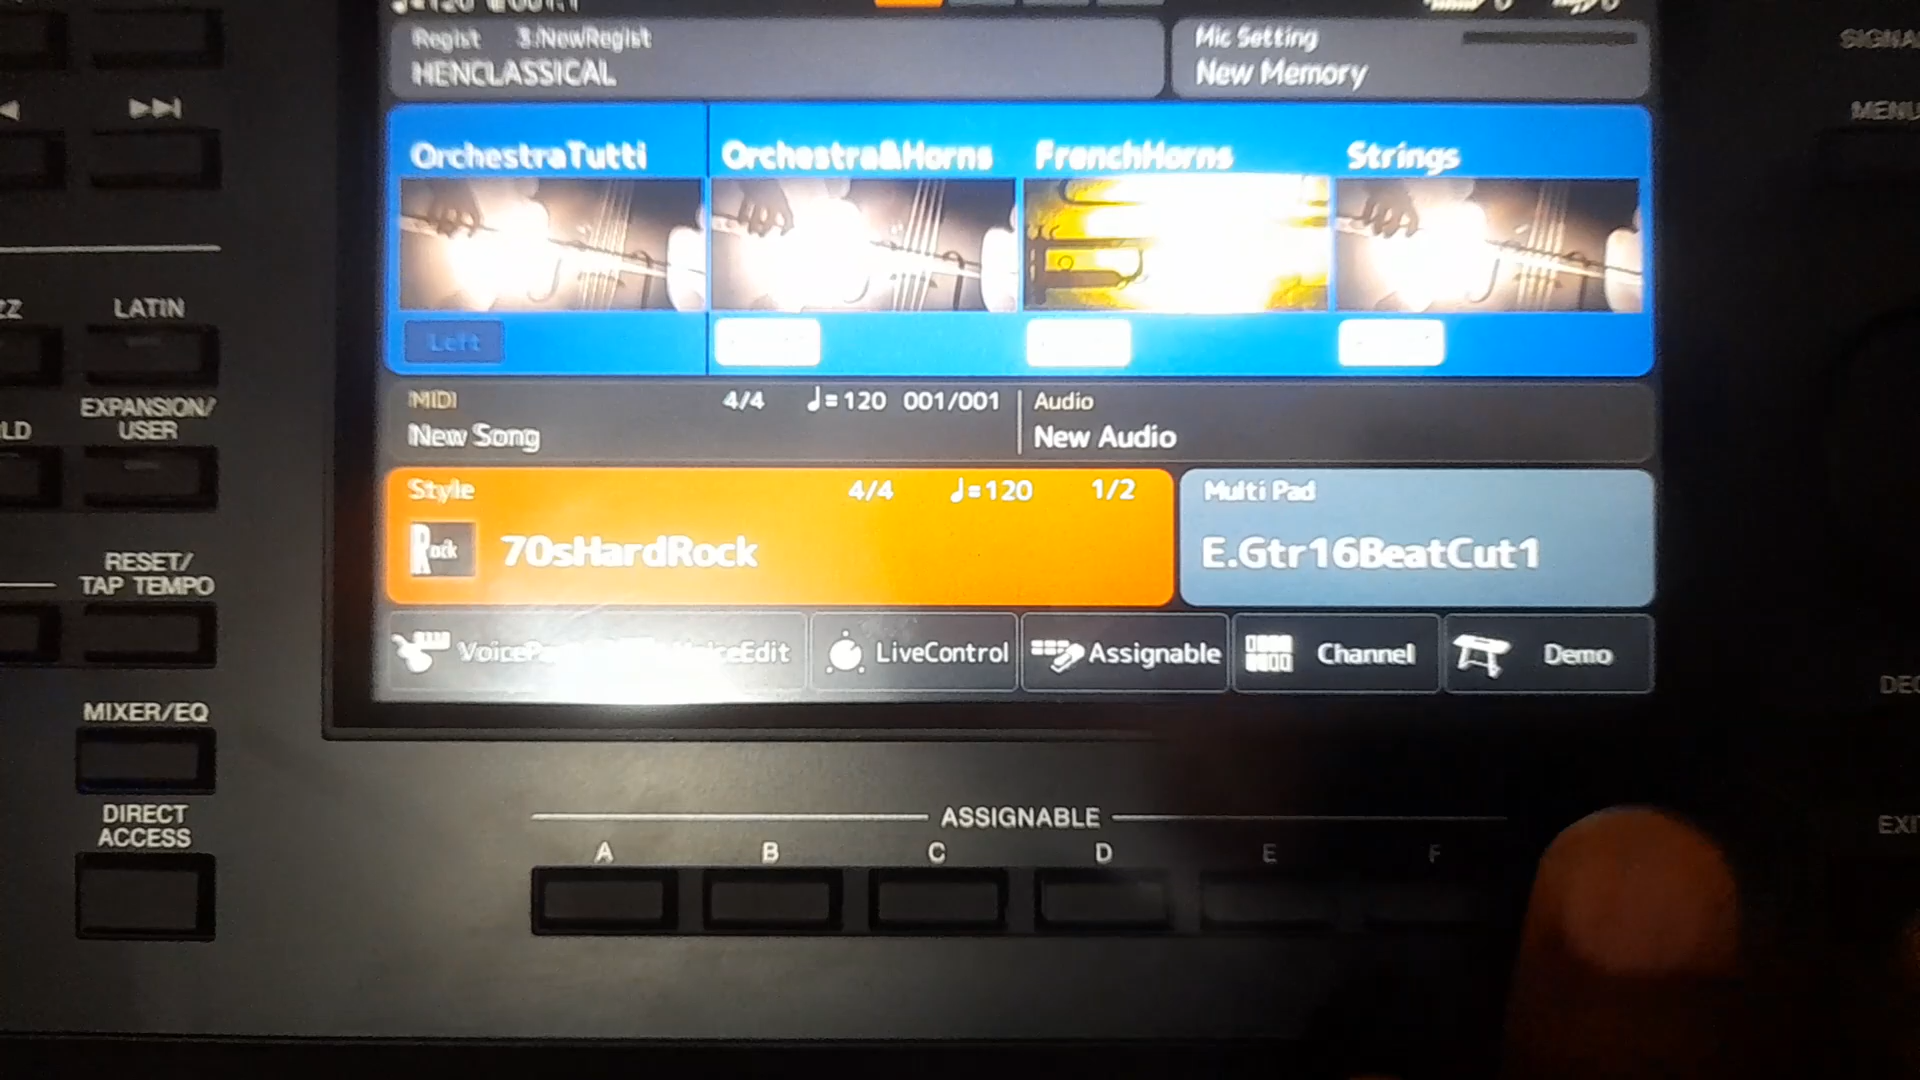 ♩=120
Regist 3:NewRegist
HENCLASSICAL
Mic Setting
New Memory
OrchestraTutti
Orchestra&Horns
FrenchHorns
Strings
Left
MIDI 4/4 ♩=120 001/001
New Song
Audio
New Audio
Style 4/4 ♩=120 1/2
Rock 70sHardRock
Multi Pad
E.Gtr16BeatCut1
LiveControl
Assignable
Channel
Demo
LATIN
EXPANSION/
USER
RESET/
TAP TEMPO
MIXER/EQ
DIRECT
ACCESS
ASSIGNABLE
A B C D E F
MENU